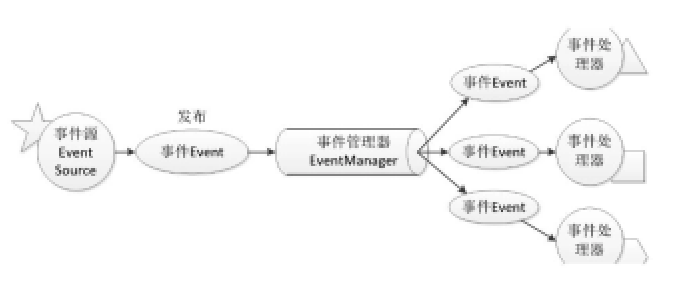 事件源
Event
Source
发布
事件Event
事件管理器
EventManager
事件Event
事件处
理器
事件Event
事件处
理器
事件Event
事件处
理器